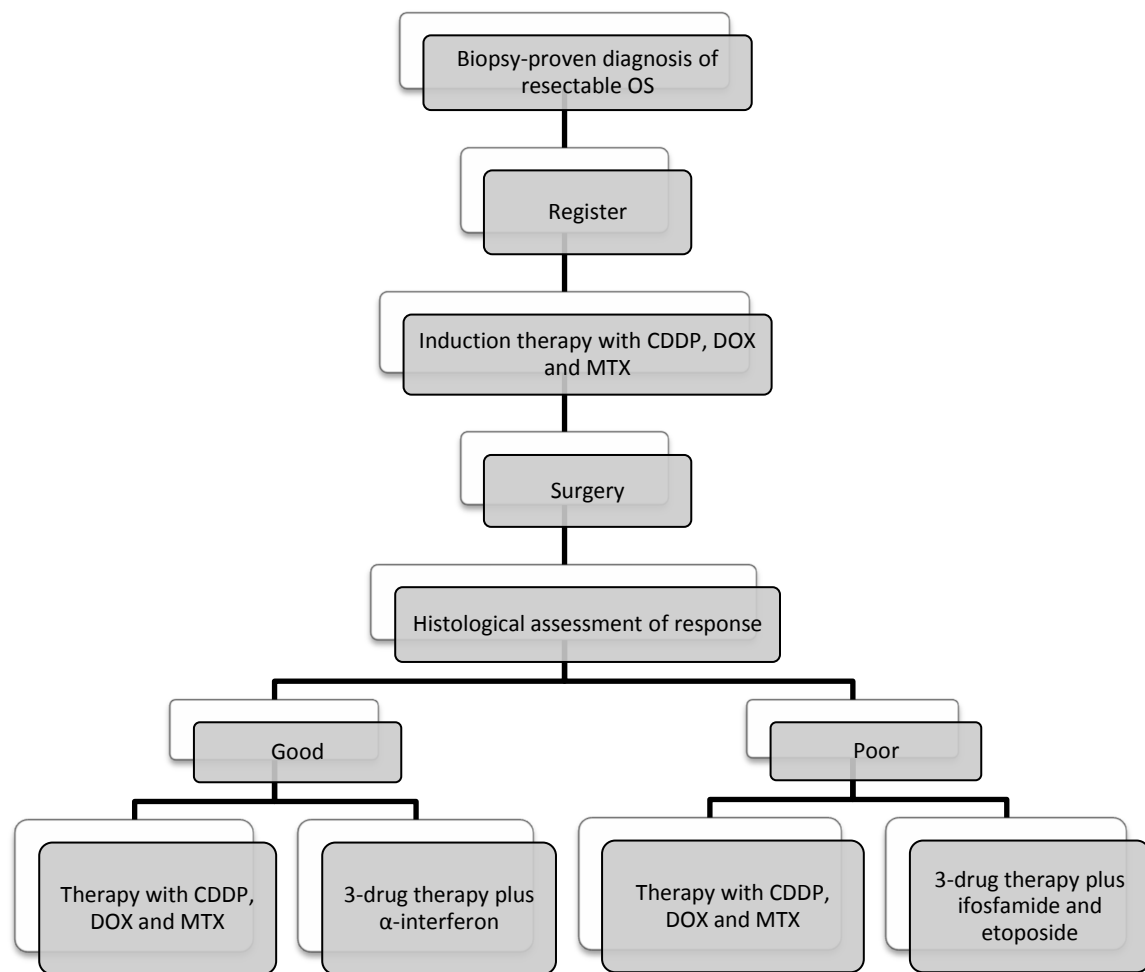 Biopsy-proven diagnosis of
resectable OS
Register
Induction therapy with CDDP, DOX
and MTX
Surgery
Histological assessment of response
Good
Poor
Therapy with CDDP,
DOX and MTX
3-drug therapy plus
α-interferon
Therapy with CDDP,
DOX and MTX
3-drug therapy plus
ifosfamide and
etoposide